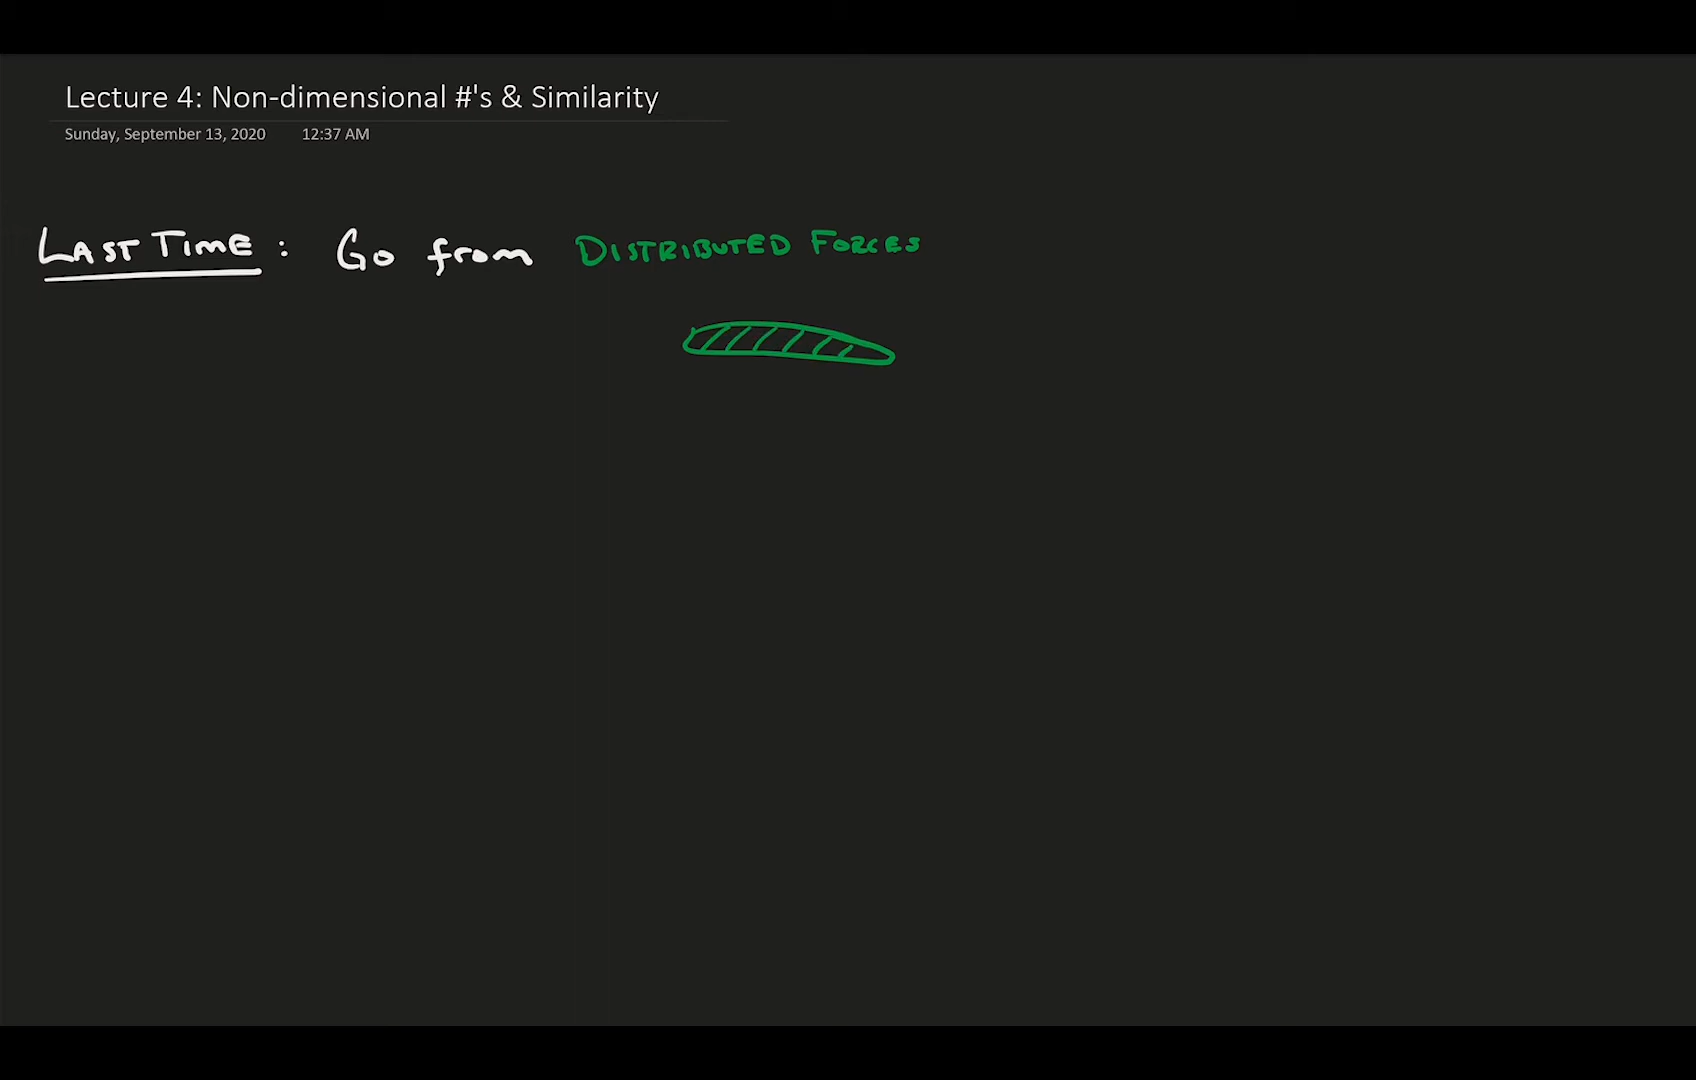 Lecture 4: Non-dimensional #'s & Similarity
Sunday, September 13, 2020 12:37 AM
LAST TIME: Go from DISTRIBUTED FORCES